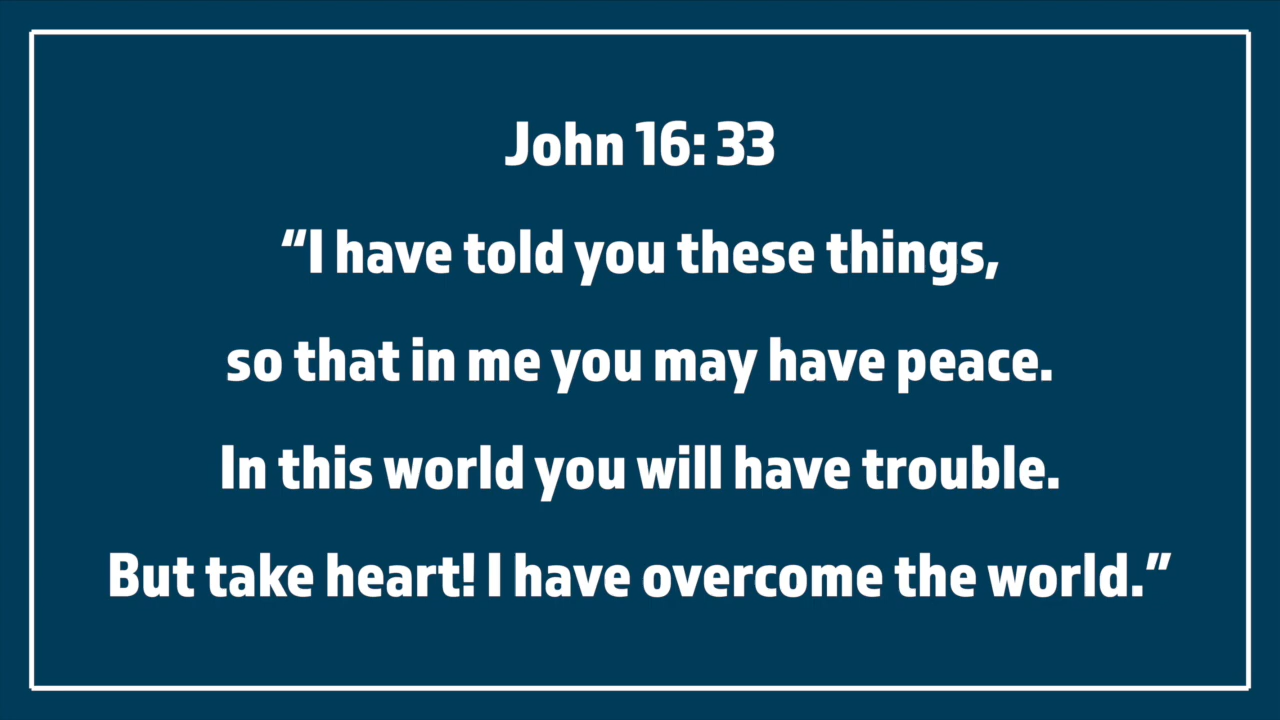 John 16: 33
“I have told you these things,
so that in me you may have peace.
In this world you will have trouble.
But take heart! I have overcome the world.”